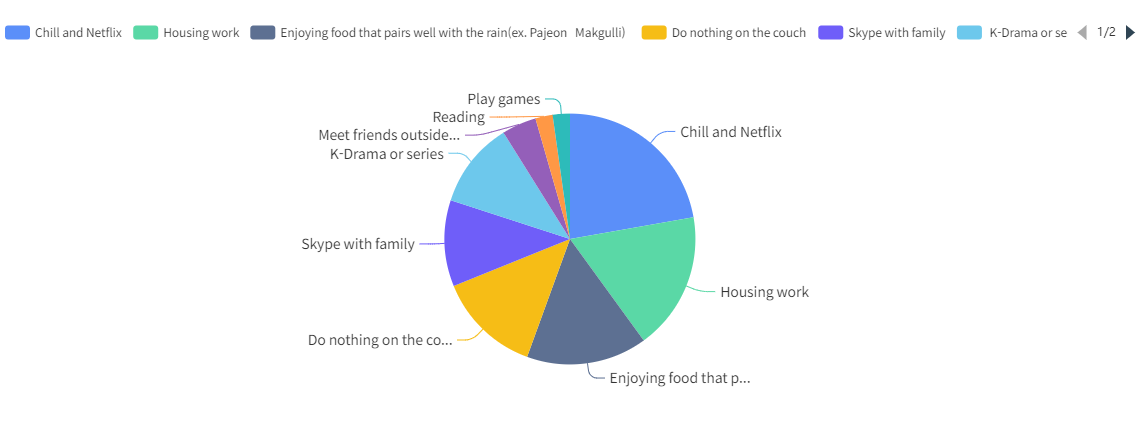 Chill and Netflix Housing work Enjoying food that pairs well with the rain(ex. Pajeon Makgulli) Do nothing on the couch Skype with family K-Drama or se 1/2
Play games
Reading
Meet friends outside...
Chill and Netflix
K-Drama or series
Skype with family
Housing work
Do nothing on the co...
Enjoying food that p...